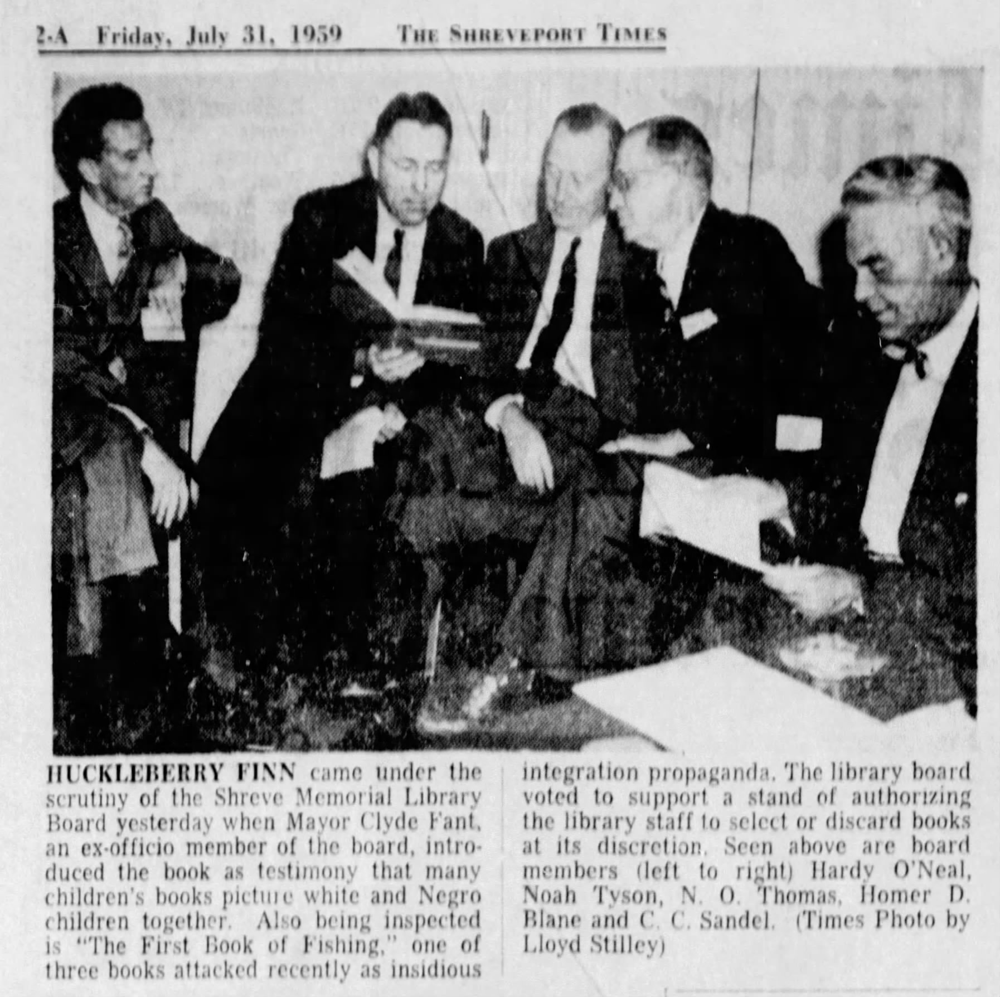 2-A Friday, July 31, 1959 THE SHREVEPORT TIMES
HUCKLEBERRY FINN came under the
scrutiny of the Shreve Memorial Library
Board yesterday when Mayor Clyde Fant,
an ex-officio member of the board, intro-
duced the book as testimony that many
children's books picture white and Negro
children together. Also being inspected
is "The First Book of Fishing," one of
three books attacked recently as insidious
integration propaganda. The library board
voted to support a stand of authorizing
the library staff to select or discard books
at its discretion. Seen above are board
members (left to right) Hardy O'Neal,
Noah Tyson, N. O. Thomas, Homer D.
Blane and C. C. Sandel. (Times Photo by
Lloyd Stilley)